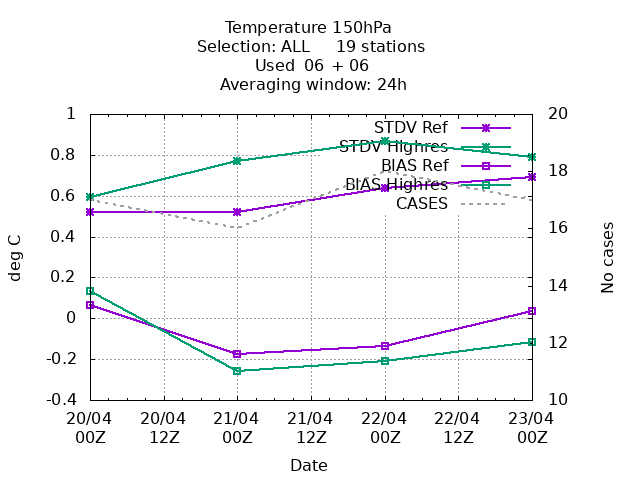 Temperature 150hPa
Selection: ALL 19 stations
Used 06 + 06
Averaging window: 24h
1
0.8
0.6
0.4
0.2
0
-0.2
-0.4
deg C
STDV Ref
STDV Highres
BIAS Ref
BIAS Highres
CASES
20
18
16
14
12
10
No cases
20/04 20/04 21/04 21/04 22/04 22/04 23/04
00Z 12Z 00Z 12Z 00Z 12Z 00Z
Date